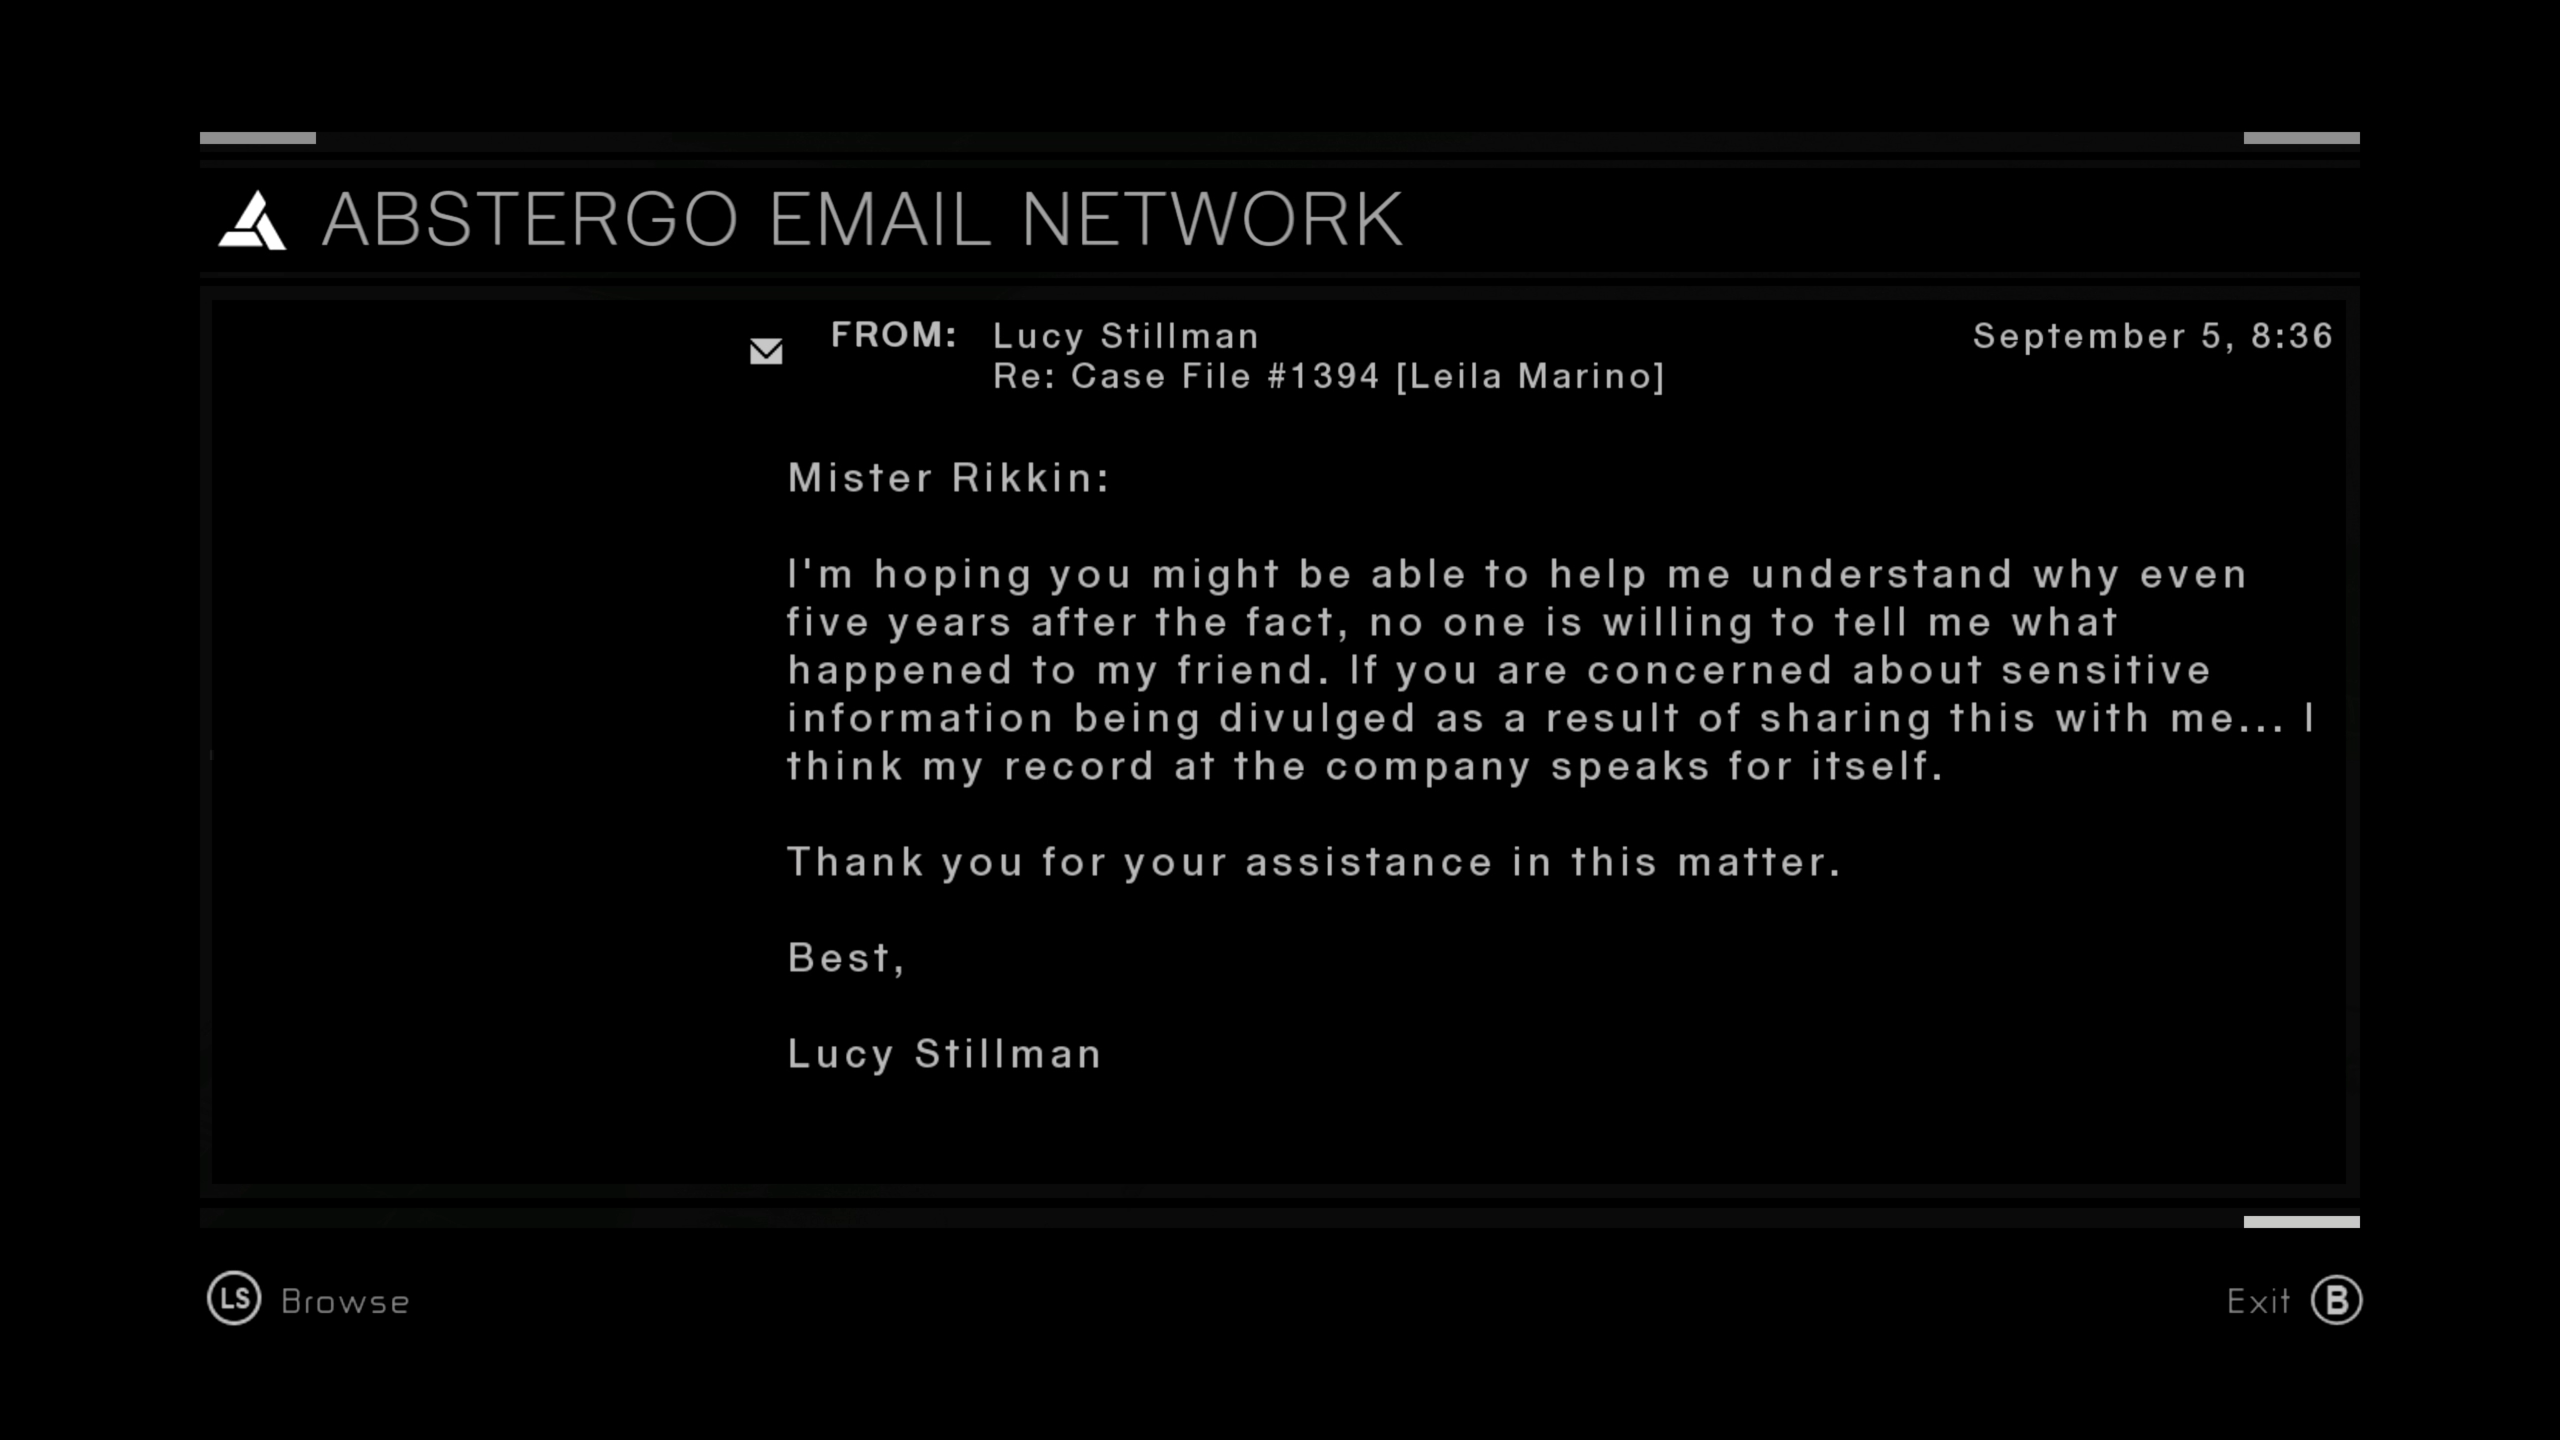 ABSTERGO EMAIL NETWORK
FROM: Lucy Stillman
September 5, 8:36
Re: Case File #1394 [Leila Marino]
Mister Rikkin:
I'm hoping you might be able to help me understand why even
five years after the fact, no one is willing to tell me what
happened to my friend. If you are concerned about sensitive
information being divulged as a result of sharing this with me... I
think my record at the company speaks for itself.
Thank you for your assistance in this matter.
Best,
Lucy Stillman
LS Browse
Exit B